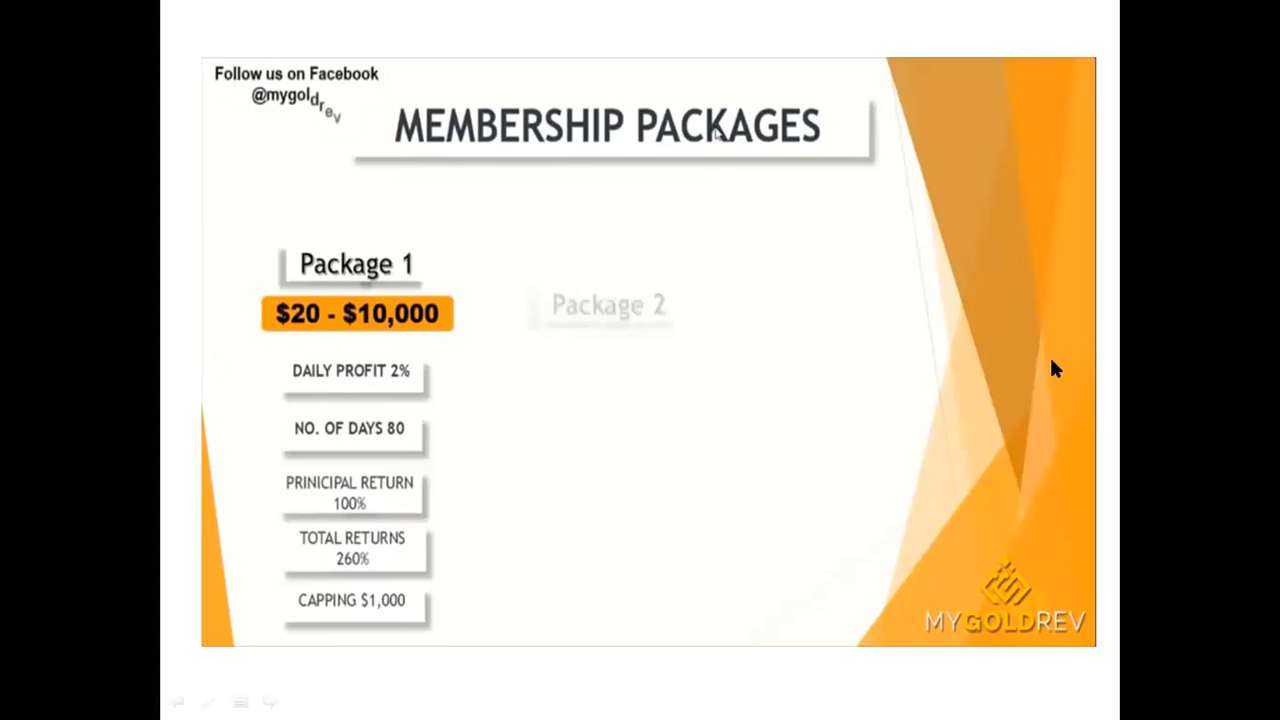 Follow us on Facebook
@mygoldrev
MEMBERSHIP PACKAGES
Package 1
$20 - $10,000
DAILY PROFIT 2%
NO. OF DAYS 80
PRINICIPAL RETURN
100%
TOTAL RETURNS
260%
CAPPING $1,000
Package 2
MYGOLDREV